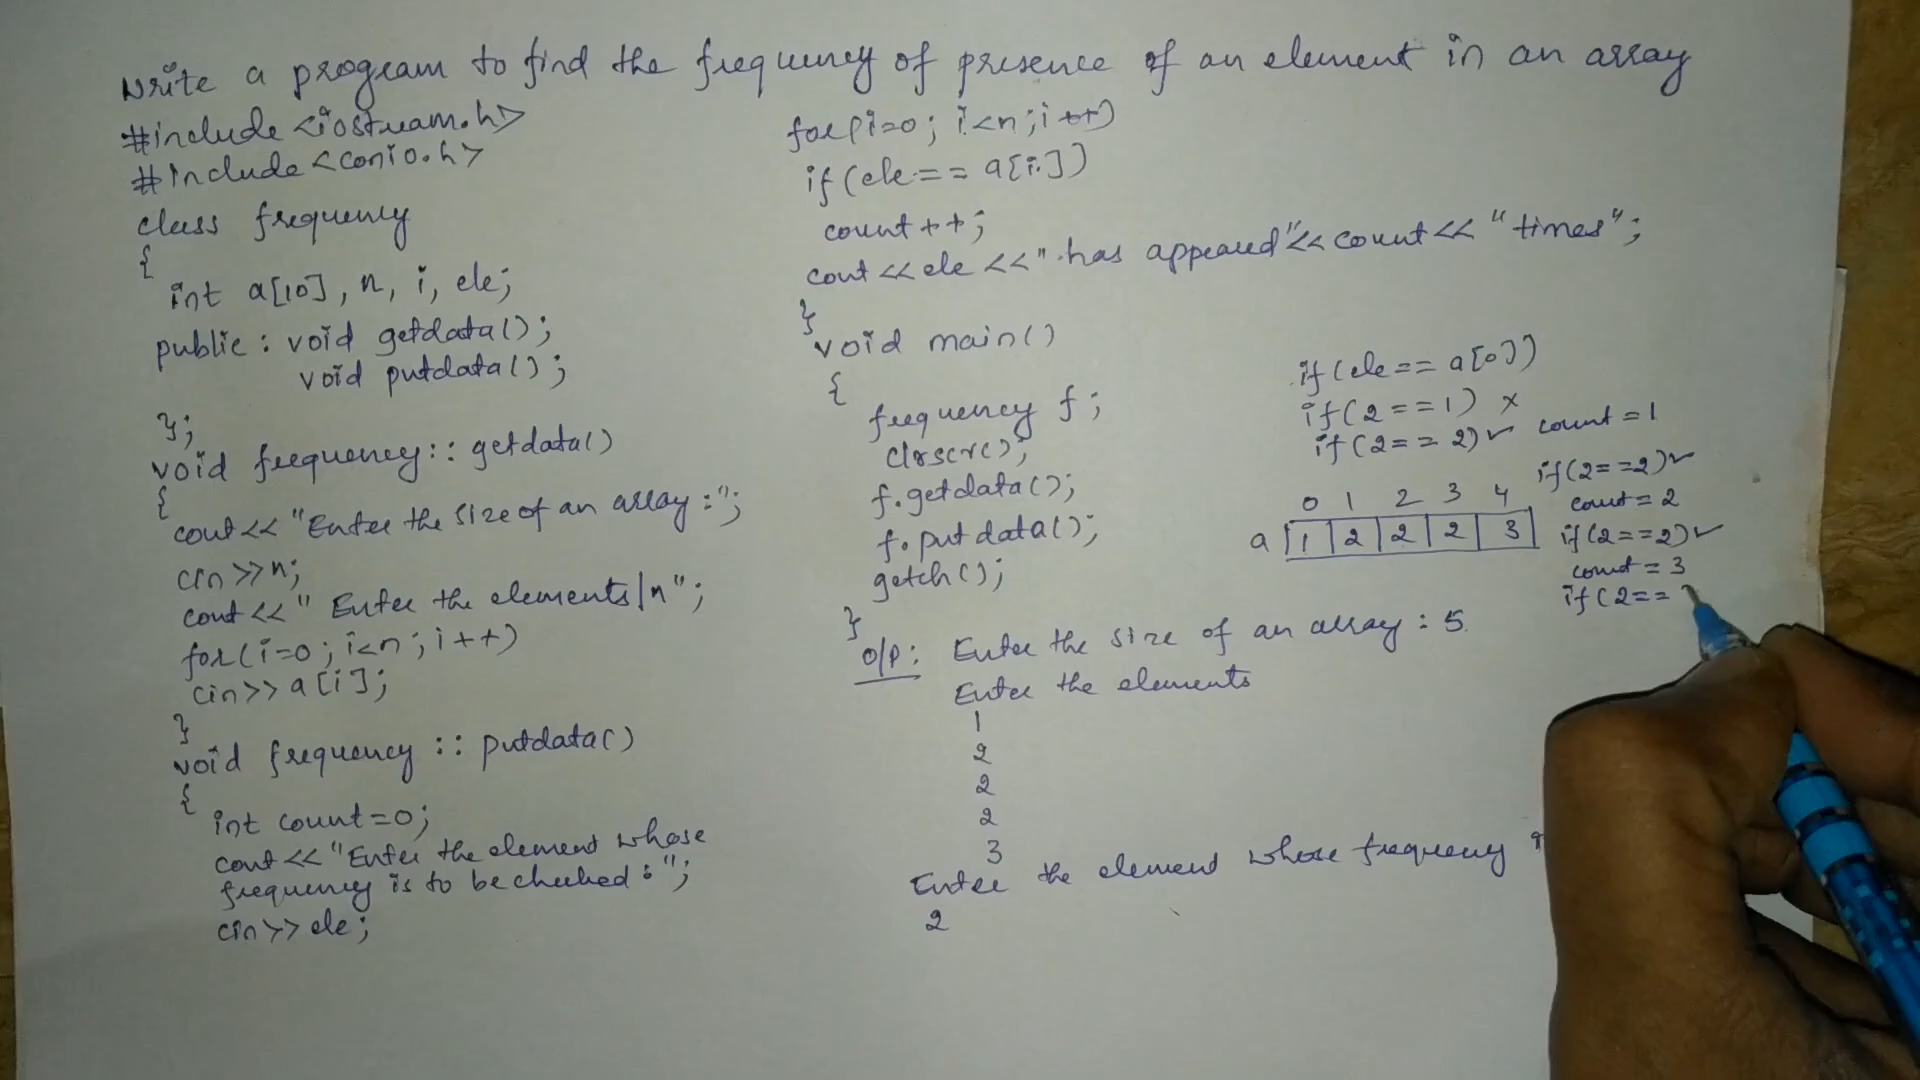 Write a program to find the frequency of presence of an element in an array
#include <iostream.h>
#include <conio.h>
class frequency
{
int a[10], n, i, ele;
public: void getdata();
void putdata();
};
void frequency:: getdata()
{
cout<< "Enter the size of an array :";
cin >>n;
cout<< " Enter the elements\n";
for(i=0; i<n; i++)
cin>> a[i];
}
void frequency :: putdata()
{
int count=0;
cout<< "Enter the element whose
frequency is to be checked : ";
cin>> ele;
for(i=0; i<n; i++)
if(ele == a[i])
count++;
cout << ele <<" has appeared"<< count<< "times";
}
void main()
{
frequency f;
clrscr();
f.getdata();
f.putdata();
getch();
}
O/P: Enter the size of an array : 5
Enter the elements
1
2
2
2
3
Enter the element whose frequency
2
if(ele == a[0])
if(2 ==1) x
if(2 == 2) ✓ count = 1
if(2==2) ✓
count = 2
0 1 2 3 4
a 1 2 2 2 3
if(2==2) ✓
count = 3
if(2==